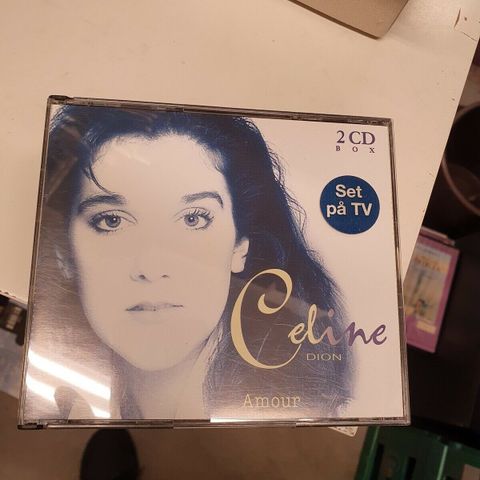 2 CD
BOX
Set
på TV
Celine
DION
Amour